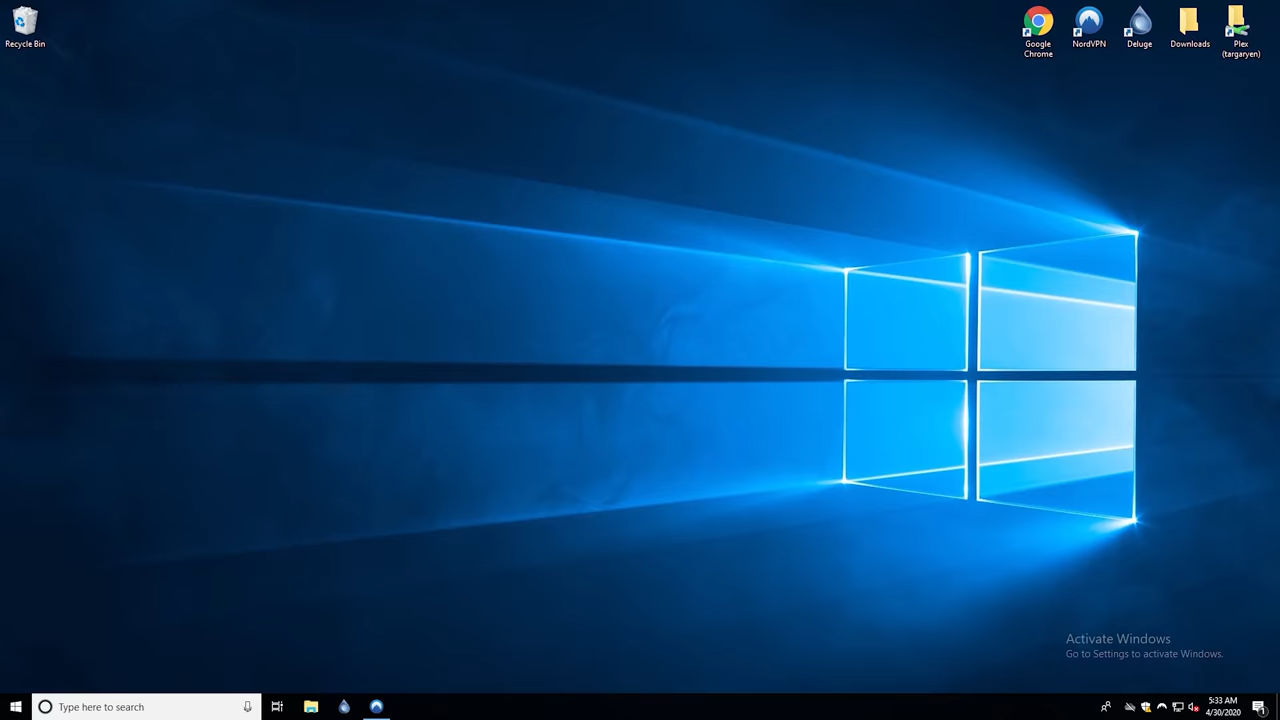 Recycle Bin
Google
Chrome
NordVPN
Deluge
Downloads
Plex
(targaryen)
Activate Windows
Go to Settings to activate Windows.
Type here to search
5:33 AM
4/30/2020
1